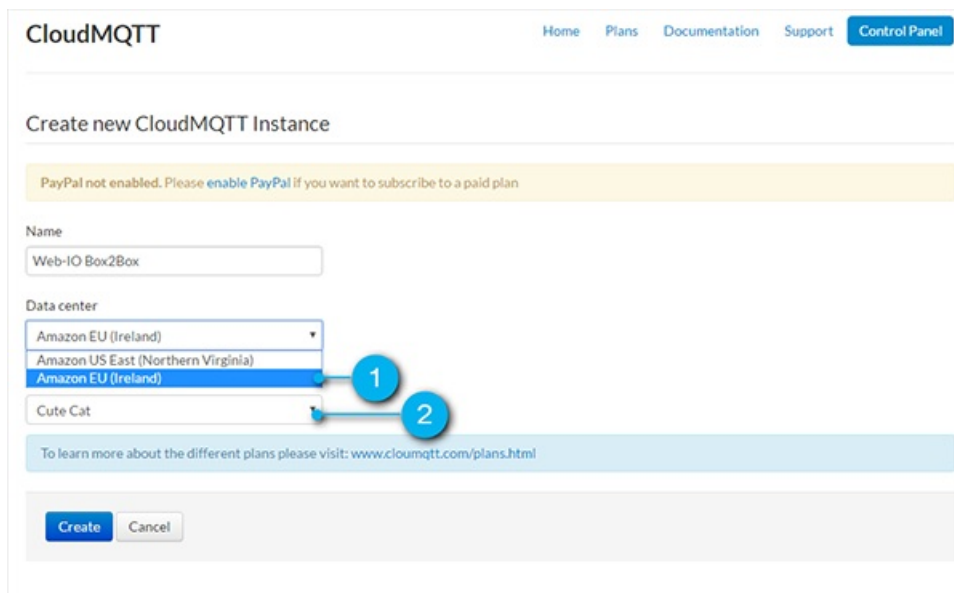 CloudMQTT
Home Plans Documentation Support Control Panel
Create new CloudMQTT Instance
PayPal not enabled. Please enable PayPal if you want to subscribe to a paid plan
Name
Web-IO Box2Box
Data center
Amazon EU (Ireland)
Amazon US East (Northern Virginia)
Amazon EU (Ireland)
1
Cute Cat
2
To learn more about the different plans please visit: www.cloumqtt.com/plans.html
Create Cancel